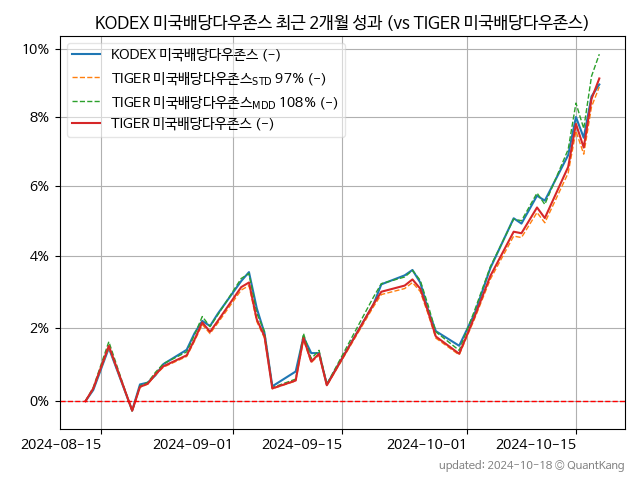 KODEX 미국배당다우존스 최근 2개월 성과 (vs TIGER 미국배당다우존스)
KODEX 미국배당다우존스 (-)
TIGER 미국배당다우존스STD 97% (-)
TIGER 미국배당다우존스MDD 108% (-)
TIGER 미국배당다우존스 (-)
10%
8%
6%
4%
2%
0%
2024-08-15
2024-09-01
2024-09-15
2024-10-01
2024-10-15
updated: 2024-10-18 © QuantKang